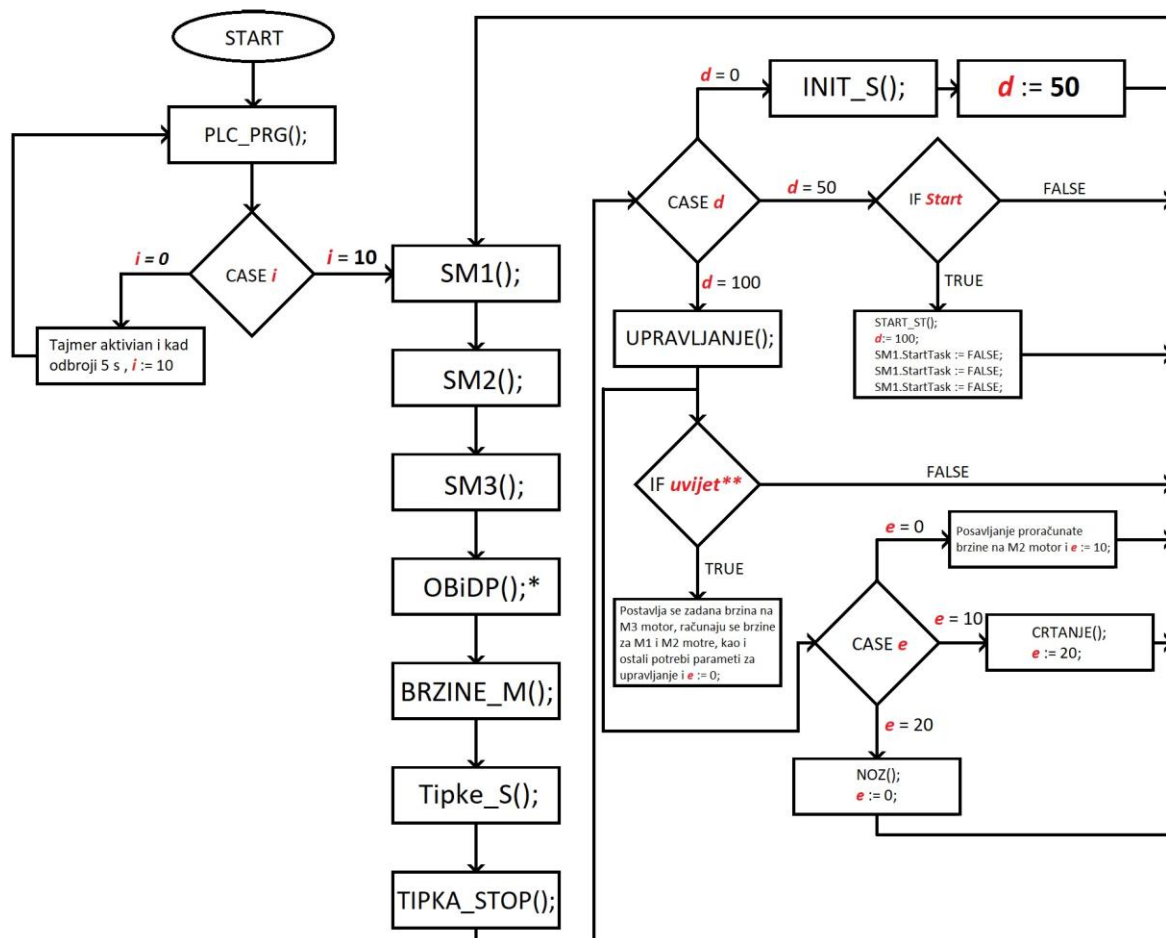 START
PLC_PRG();
CASE i
i = 0
i = 10
Tajmer aktivian i kad
odbroji 5 s , i := 10
SM1();
SM2();
SM3();
OBiDP();*
BRZINE_M();
Tipke_S();
TIPKA_STOP();
CASE d
d = 0
INIT_S();
d := 50
d = 50
IF Start
FALSE
TRUE
START_ST();
d:= 100;
SM1.StartTask := FALSE;
SM1.StartTask := FALSE;
SM1.StartTask := FALSE;
d = 100
UPRAVLJANJE();
IF uvijet**
FALSE
TRUE
Postavlja se zadana brzina na
M3 motor, računaju se brzine
za M1 i M2 motre, kao i
ostali potrebi parameti za
upravljanje i e := 0;
CASE e
e = 0
Posavljanje proračunate
brzine na M2 motor i e := 10;
e = 10
CRTANJE();
e := 20;
e = 20
NOZ();
e := 0;